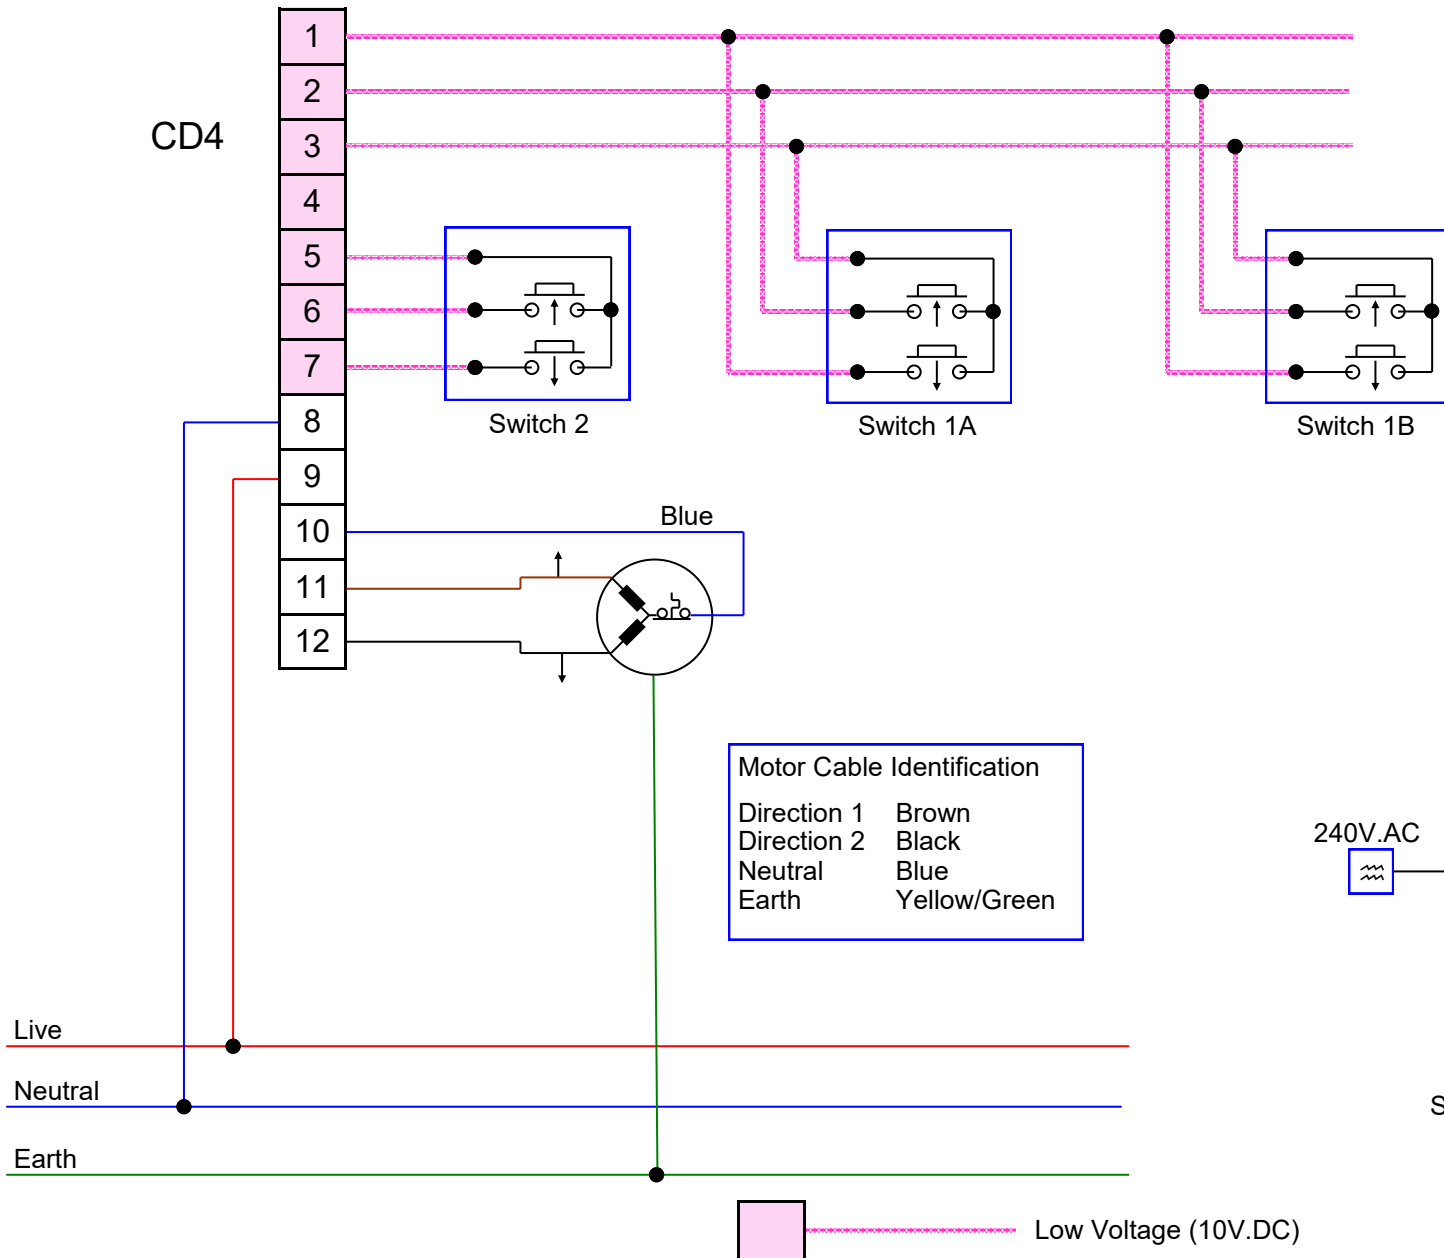 CD4
1
2
3
4
5
6
7
8
9
10
11
12
Switch 2
Switch 1A
Switch 1B
Blue
Motor Cable Identification
Direction 1 Brown
Direction 2 Black
Neutral Blue
Earth Yellow/Green
240V.AC
Live
Neutral
S
Earth
Low Voltage (10V.DC)